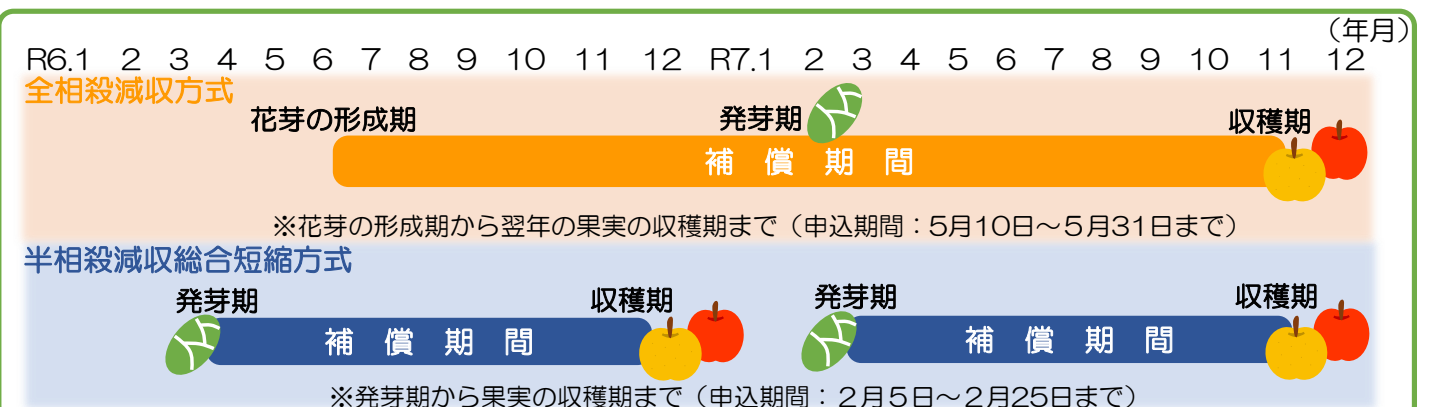 （年月）
R6.1 2 3 4 5 6 7 8 9 10 11 12 R7.1 2 3 4 5 6 7 8 9 10 11 12
全相殺減収方式
花芽の形成期 発芽期 収穫期
補償期間
※花芽の形成期から翌年の果実の収穫期まで（申込期間：5月10日～5月31日まで）
半相殺減収総合短縮方式
発芽期 収穫期 発芽期 収穫期
補償期間 補償期間
※発芽期から果実の収穫期まで（申込期間：２月５日～２月25日まで）